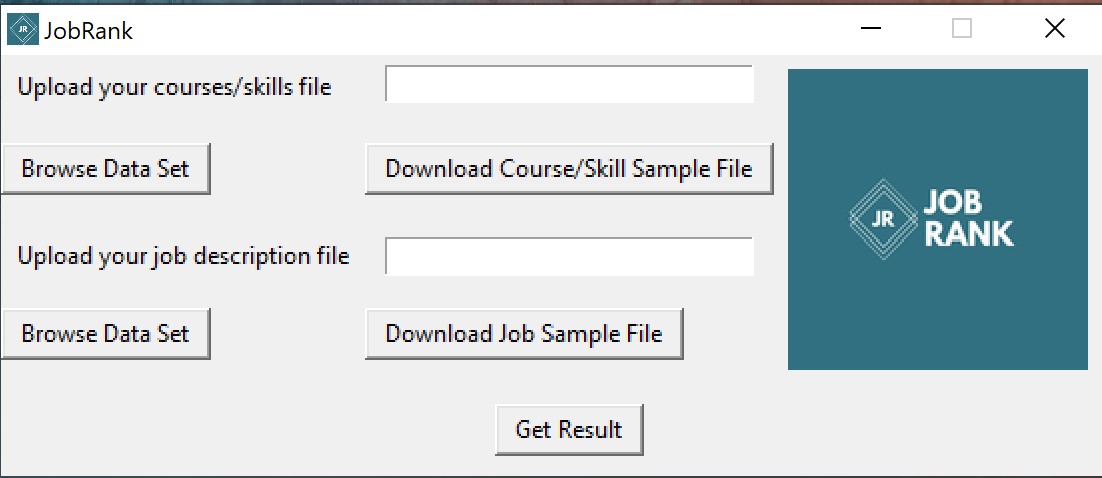 JR JobRank
Upload your courses/skills file
Browse Data Set Download Course/Skill Sample File
Upload your job description file
Browse Data Set Download Job Sample File
Get Result
JR
JOB
RANK